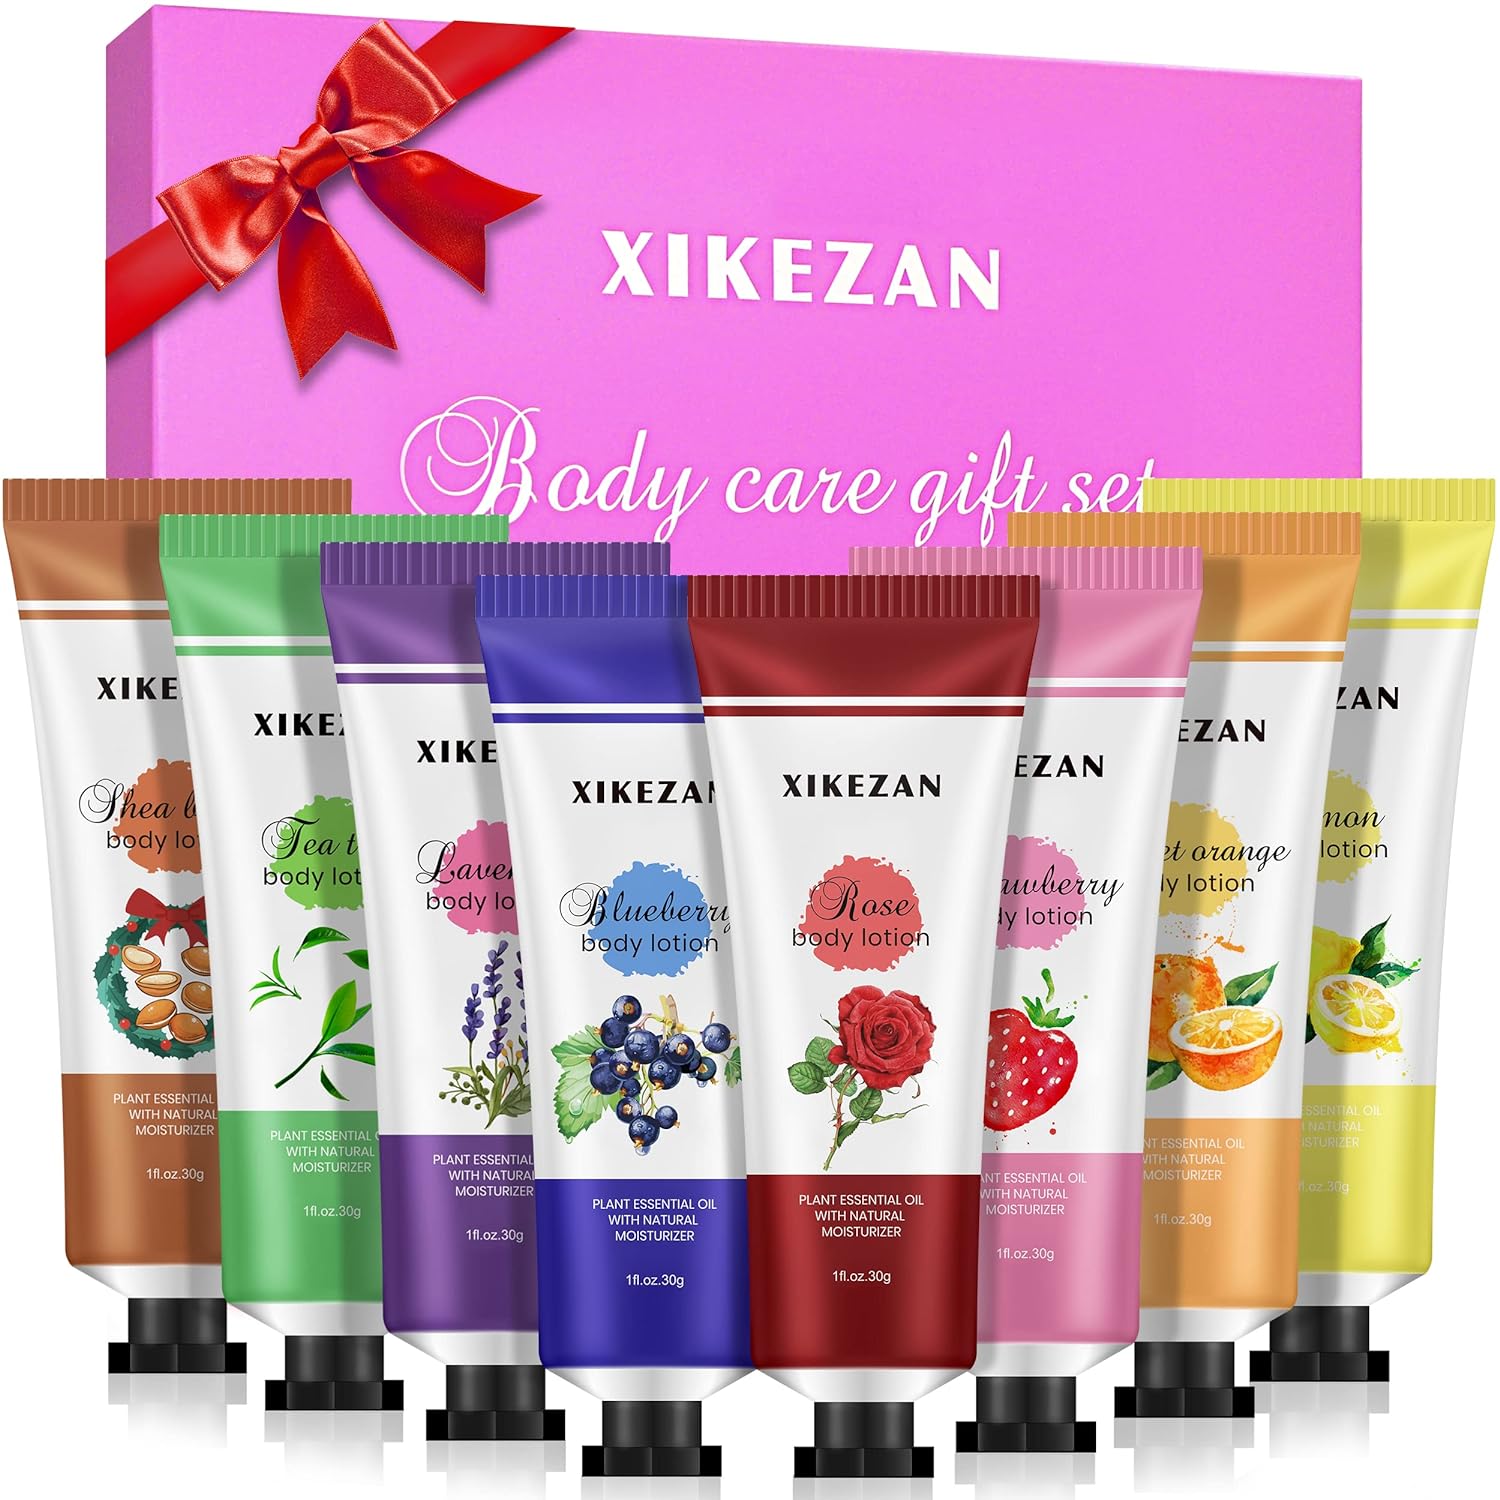 XIKEZAN
Body care gift set
XIKE
Shea
body
PLANT ESSENTIAL
WITH NATURAL
MOISTURIZER
1fl.oz.30g
XIKEZ
Tea
body
PLANT ESSENTIAL
WITH NATURAL
MOISTURIZER
1fl.oz.30g
XIKE
Laven
body lo
PLANT ESSENTIAL
WITH NATURAL
MOISTURIZER
1fl.oz.30g
XIKEZAN
Blueberry
body lotion
PLANT ESSENTIAL OIL
WITH NATURAL
MOISTURIZER
1fl.oz.30g
XIKEZAN
Rose
body lotion
PLANT ESSENTIAL OIL
WITH NATURAL
MOISTURIZER
1fl.oz.30g
EZAN
awberry
dy lotion
ANT ESSENTIAL OIL
WITH NATURAL
MOISTURIZER
1fl.oz.30g
EZAN
et orange
ly lotion
NT ESSENTIAL OIL
WITH NATURAL
MOISTURIZER
1fl.oz.30g
ZAN
mon
lotion
ESSENTIAL OIL
NATURAL
ISTURIZER
l.oz.30g